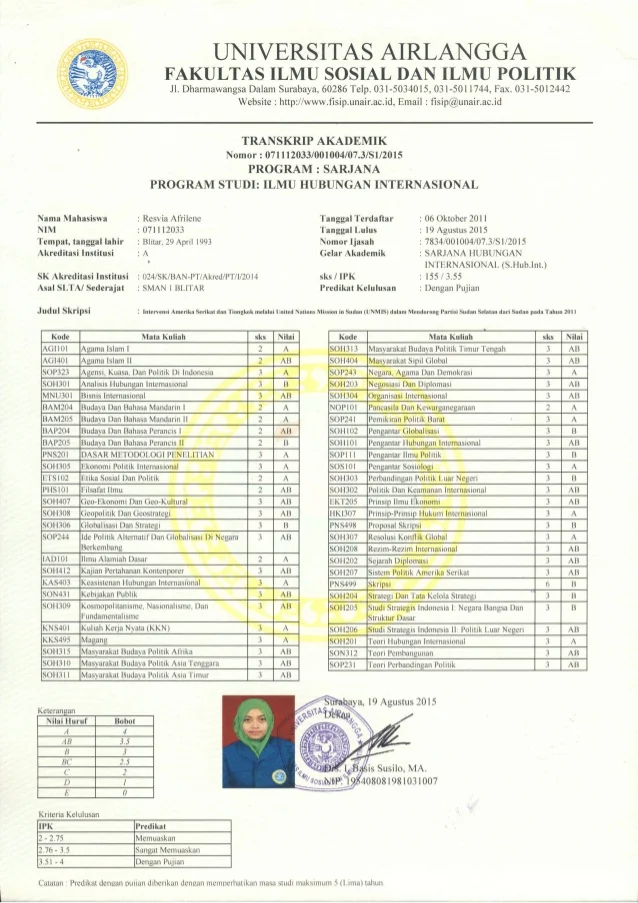 UNIVERSITAS AIRLANGGA
FAKULTAS ILMU SOSIAL DAN ILMU POLITIK
Jl. Dharmawangsa Dalam Surabaya, 60286 Telp. 031-5034015, 031-5011744, Fax. 031-5012442
Website : http://www.fisip.unair.ac.id, Email : fisip@unair.ac.id
TRANSKRIP AKADEMIK
Nomor : 071112033/001004/07.3/S1/2015
PROGRAM : SARJANA
PROGRAM STUDI: ILMU HUBUNGAN INTERNASIONAL
Nama Mahasiswa : Resvia Afrilene
NIM : 071112033
Tempat, tanggal lahir : Blitar, 29 April 1993
Akreditasi Institusi : A
SK Akreditasi Institusi : 024/SK/BAN-PT/Akred/PT/I/2014
Asal SLTA/ Sederajat : SMAN 1 BLITAR
Tanggal Terdaftar : 06 Oktober 2011
Tanggal Lulus : 19 Agustus 2015
Nomor Ijasah : 7834/001004/07.3/S1/2015
Gelar Akademik : SARJANA HUBUNGAN
INTERNASIONAL (S.Hub.Int.)
sks / IPK : 155 / 3.55
Predikat Kelulusan : Dengan Pujian
Judul Skripsi : Intervensi Amerika Serikat dan Tiongkok melalui United Nations Mission in Sudan (UNMIS) dalam Mendorong Partisi Sudan Selatan dari Sudan pada Tahun 2011
Kode Mata Kuliah sks Nilai
AGI101 Agama Islam I 2 A
AGI401 Agama Islam II 2 AB
SOP323 Agensi, Kuasa, Dan Politik Di Indonesia 3 A
SOH301 Analisis Hubungan Internasional 3 B
MNU301 Bisnis Internasional 3 AB
BAM204 Budaya Dan Bahasa Mandarin I 2 A
BAM205 Budaya Dan Bahasa Mandarin II 2 A
BAP204 Budaya Dan Bahasa Perancis I 2 AB
BAP205 Budaya Dan Bahasa Perancis II 2 B
PNS201 DASAR METODOLOGI PENELITIAN 3 A
SOH305 Ekonomi Politik Internasional 3 A
ETS102 Etika Sosial Dan Politik 2 A
PHS101 Filsafat Ilmu 2 AB
SOH407 Geo-Ekonomi Dan Geo-Kultural 3 AB
SOH308 Geopolitik Dan Geostrategi 3 AB
SOH306 Globalisasi Dan Strategi 3 B
SOP244 Ide Politik Alternatif Dan Globalisasi Di Negara 3 AB
Berkembang
IAD101 Ilmu Alamiah Dasar 2 A
SOH412 Kajian Pertahanan Kontenporer 3 AB
KAS403 Keasistenan Hubungan Internasional 3 A
SON431 Kebijakan Publik 3 AB
SOH309 Kosmopolitanisme, Nasionalisme, Dan 3 AB
Fundamentalisme
KNS401 Kuliah Kerja Nyata (KKN) 3 A
KKS495 Magang 3 A
SOH315 Masyarakat Budaya Politik Afrika 3 AB
SOH310 Masyarakat Budaya Politik Asia Tenggara 3 AB
SOH311 Masyarakat Budaya Politik Asia Timur 3 AB
Kode Mata Kuliah sks Nilai
SOH313 Masyarakat Budaya Politik Timur Tengah 3 AB
SOH404 Masyarakat Sipil Global 3 AB
SOP243 Negara, Agama Dan Demokrasi 3 A
SOH203 Negosiasi Dan Diplomasi 3 AB
SOH304 Organisasi Internasional 3 AB
NOP101 Pancasila Dan Kewarganegaraan 2 A
SOP241 Pemikiran Politik Barat 3 A
SOH102 Pengantar Globalisasi 3 B
SOH101 Pengantar Hubungan Internasional 3 AB
SOP111 Pengantar Ilmu Politik 3 B
SOS101 Pengantar Sosiologi 3 A
SOH303 Perbandingan Politik Luar Negeri 3 B
SOH302 Politik Dan Keamanan Internasional 3 AB
EKT205 Prinsip Ilmu Ekonomi 3 AB
HKI307 Prinsip-Prinsip Hukum Internasional 3 A
PNS498 Proposal Skripsi 3 B
SOH307 Resolusi Konflik Global 3 A
SOH208 Rezim-Rezim Internasional 3 AB
SOH202 Sejarah Diplomasi 3 AB
SOH207 Sistem Politik Amerika Serikat 3 AB
PNS499 Skripsi 6 B
SOH204 Strategi Dan Tata Kelola Strategi 3 B
SOH205 Studi Strategis Indonesia I: Negara Bangsa Dan 3 B
Struktur Dasar
SOH206 Studi Strategis Indonesia II: Politik Luar Negeri 3 AB
SOH201 Teori Hubungan Internasional 3 A
SON312 Teori Pembangunan 3 AB
SOP231 Teori Perbandingan Politik 3 AB
Keterangan
Nilai Huruf Bobot
A 4
AB 3.5
B 3
BC 2.5
C 2
D 1
E 0
Surabaya, 19 Agustus 2015
Dekan
Drs. I. Basis Susilo, MA.
NIP. 195408081981031007
Kriteria Kelulusan
IPK Predikat
2 - 2.75 Memuaskan
2.76 - 3.5 Sangat Memuaskan
3.51 - 4 Dengan Pujian
Catatan : Predikat dengan pujian diberikan dengan memperhatikan masa studi maksimum 5 (Lima) tahun